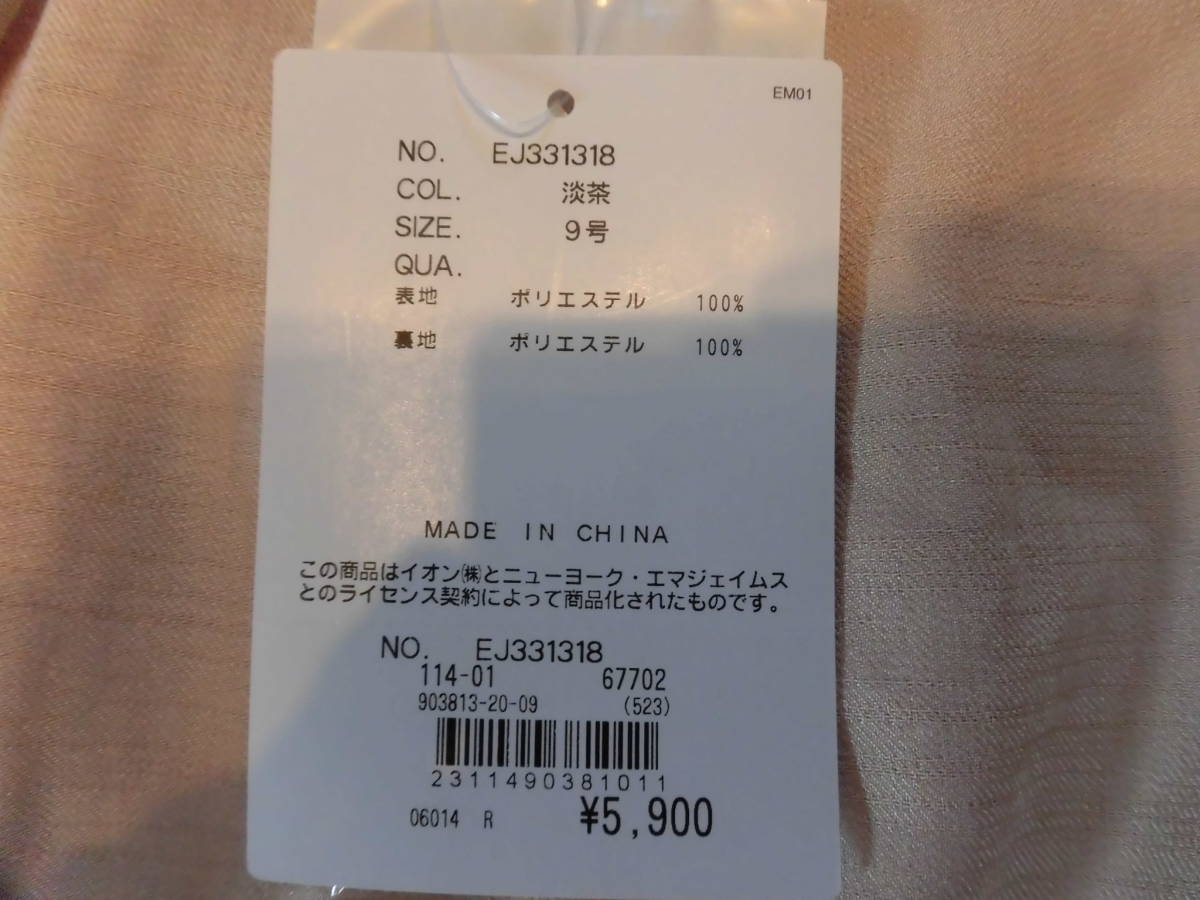 EM01
NO. EJ331318
COL. 淡茶
SIZE. 9号
QUA.
表地 ポリエステル 100%
裏地 ポリエステル 100%
MADE IN CHINA
この商品はイオン㈱とニューヨーク・エマジェイムス
とのライセンス契約によって商品化されたものです。
NO. EJ331318
114-01 67702
903813-20-09 (523)
2311490381011
06014 R ¥5,900